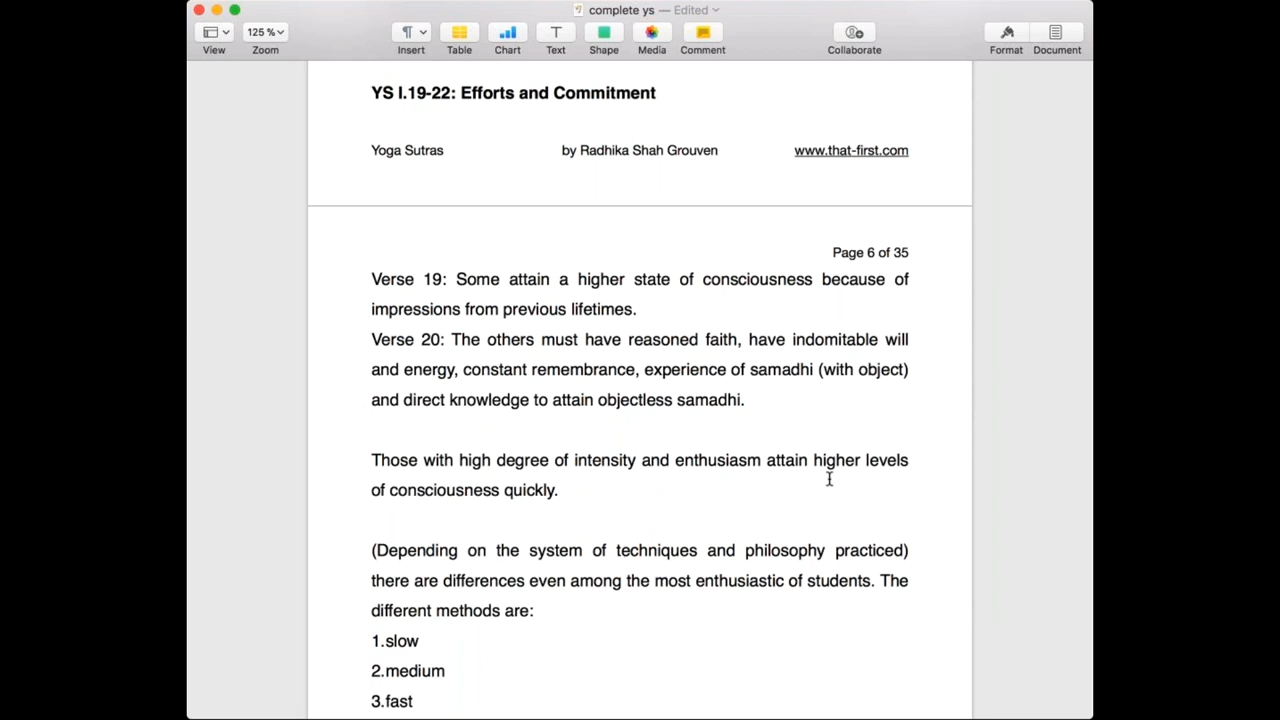 complete ys — Edited
125 %
View
Zoom
Insert
Table
Chart
Text
Shape
Media
Comment
Collaborate
Format
Document
YS I.19-22: Efforts and Commitment
Yoga Sutras by Radhika Shah Grouven www.that-first.com
Page 6 of 35
Verse 19: Some attain a higher state of consciousness because of
impressions from previous lifetimes.
Verse 20: The others must have reasoned faith, have indomitable will
and energy, constant remembrance, experience of samadhi (with object)
and direct knowledge to attain objectless samadhi.
Those with high degree of intensity and enthusiasm attain higher levels
of consciousness quickly.
(Depending on the system of techniques and philosophy practiced)
there are differences even among the most enthusiastic of students. The
different methods are:
1.slow
2.medium
3.fast